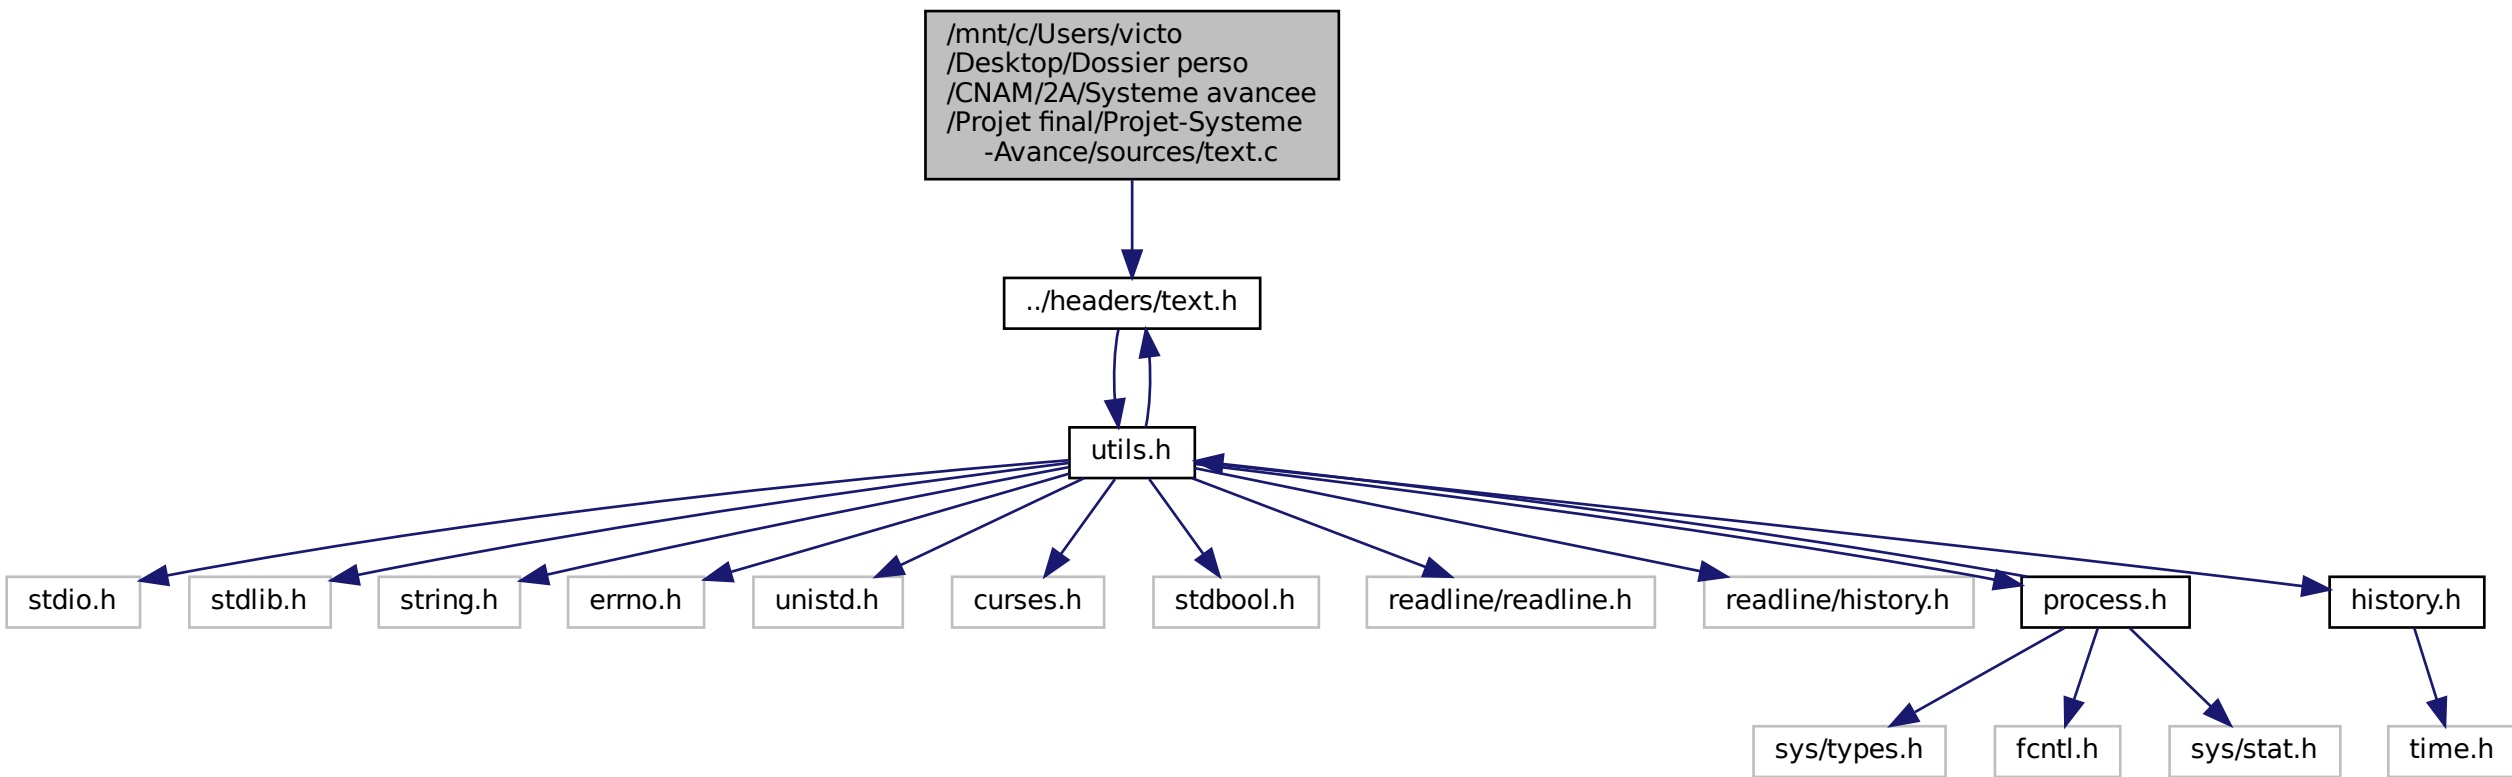 /mnt/c/Users/victo
/Desktop/Dossier perso
/CNAM/2A/Systeme avancee
/Projet final/Projet-Systeme
-Avance/sources/text.c
../headers/text.h
utils.h
stdio.h
stdlib.h
string.h
errno.h
unistd.h
curses.h
stdbool.h
readline/readline.h
readline/history.h
process.h
history.h
sys/types.h
fcntl.h
sys/stat.h
time.h